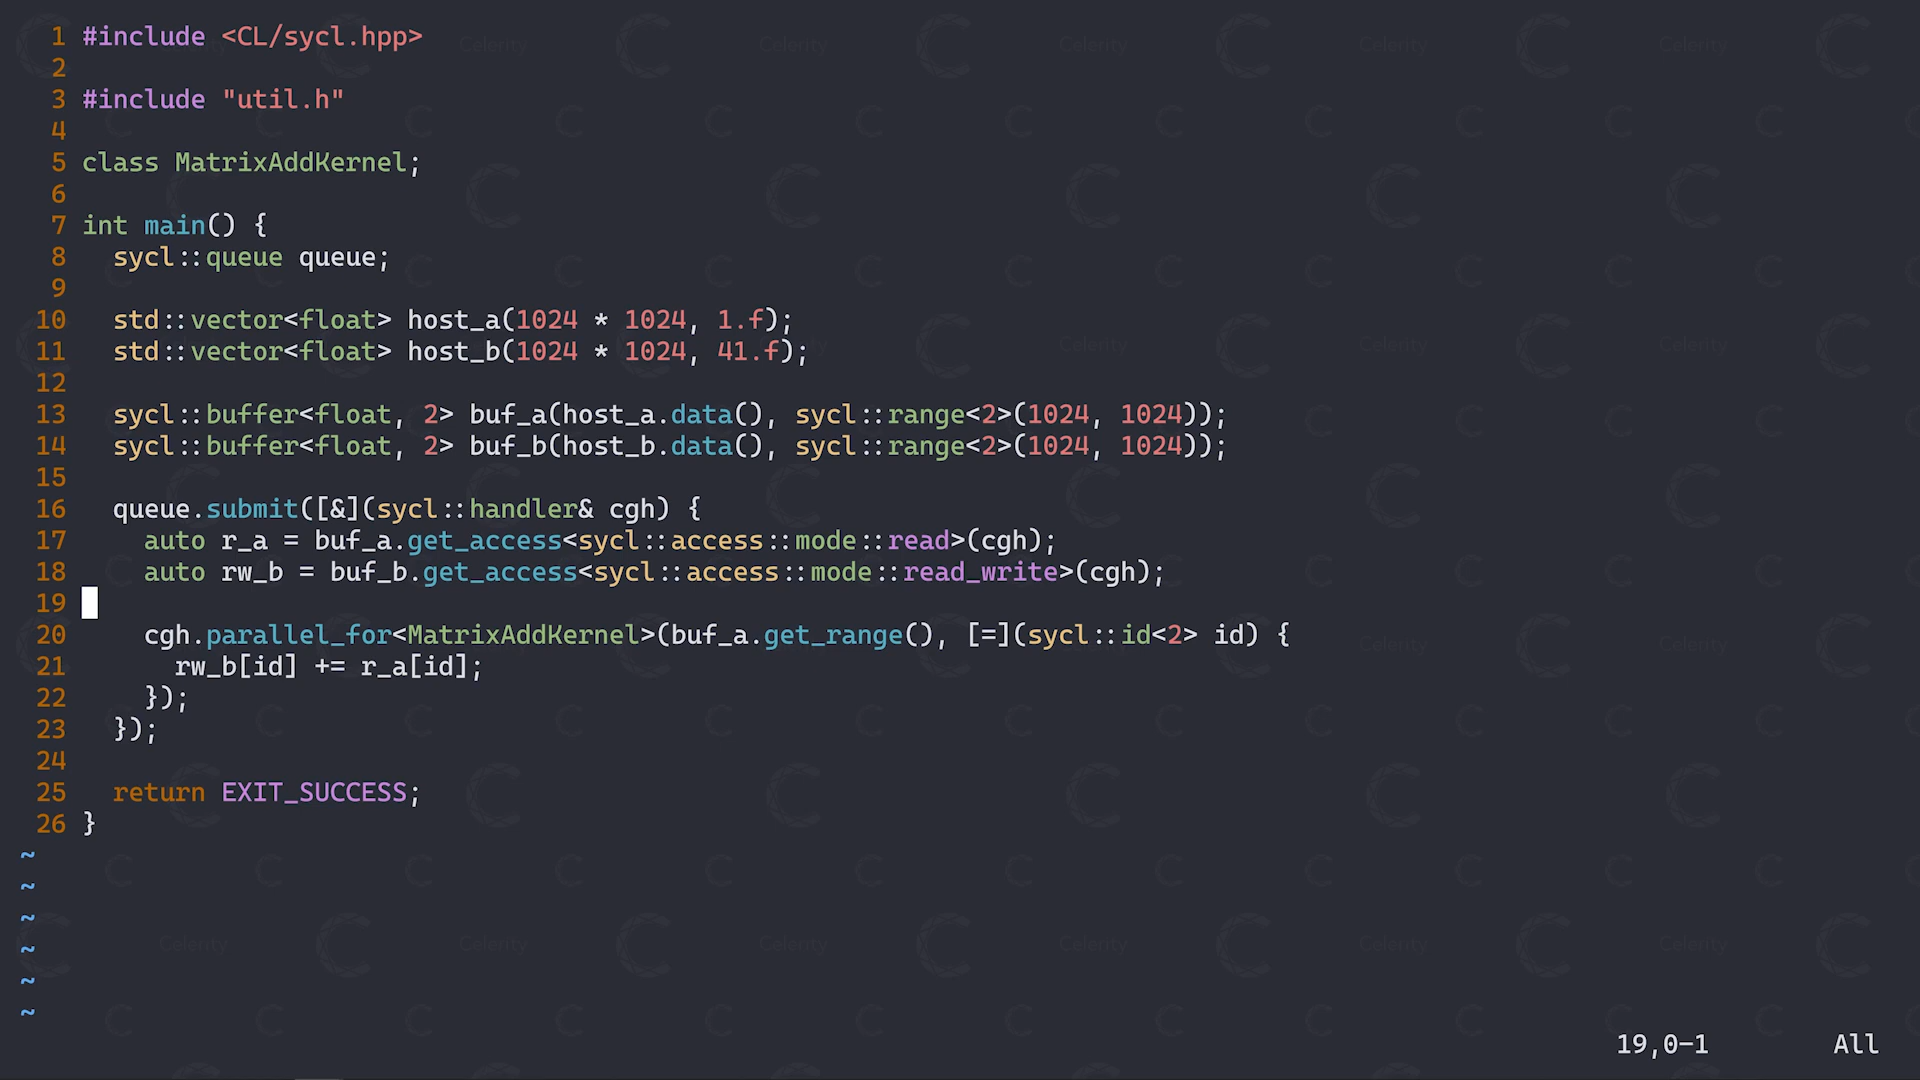 1 #include <CL/sycl.hpp>
2
3 #include "util.h"
4
5 class MatrixAddKernel;
6
7 int main() {
8   sycl::queue queue;
9
10   std::vector<float> host_a(1024 * 1024, 1.f);
11   std::vector<float> host_b(1024 * 1024, 41.f);
12
13   sycl::buffer<float, 2> buf_a(host_a.data(), sycl::range<2>(1024, 1024));
14   sycl::buffer<float, 2> buf_b(host_b.data(), sycl::range<2>(1024, 1024));
15
16   queue.submit([&](sycl::handler& cgh) {
17     auto r_a = buf_a.get_access<sycl::access::mode::read>(cgh);
18     auto rw_b = buf_b.get_access<sycl::access::mode::read_write>(cgh);
19
20     cgh.parallel_for<MatrixAddKernel>(buf_a.get_range(), [=](sycl::id<2> id) {
21       rw_b[id] += r_a[id];
22     });
23   });
24
25   return EXIT_SUCCESS;
26 }
~
~
~
~
~
~
Celerity Celerity Celerity Celerity Celerity Celerity
19,0-1 All